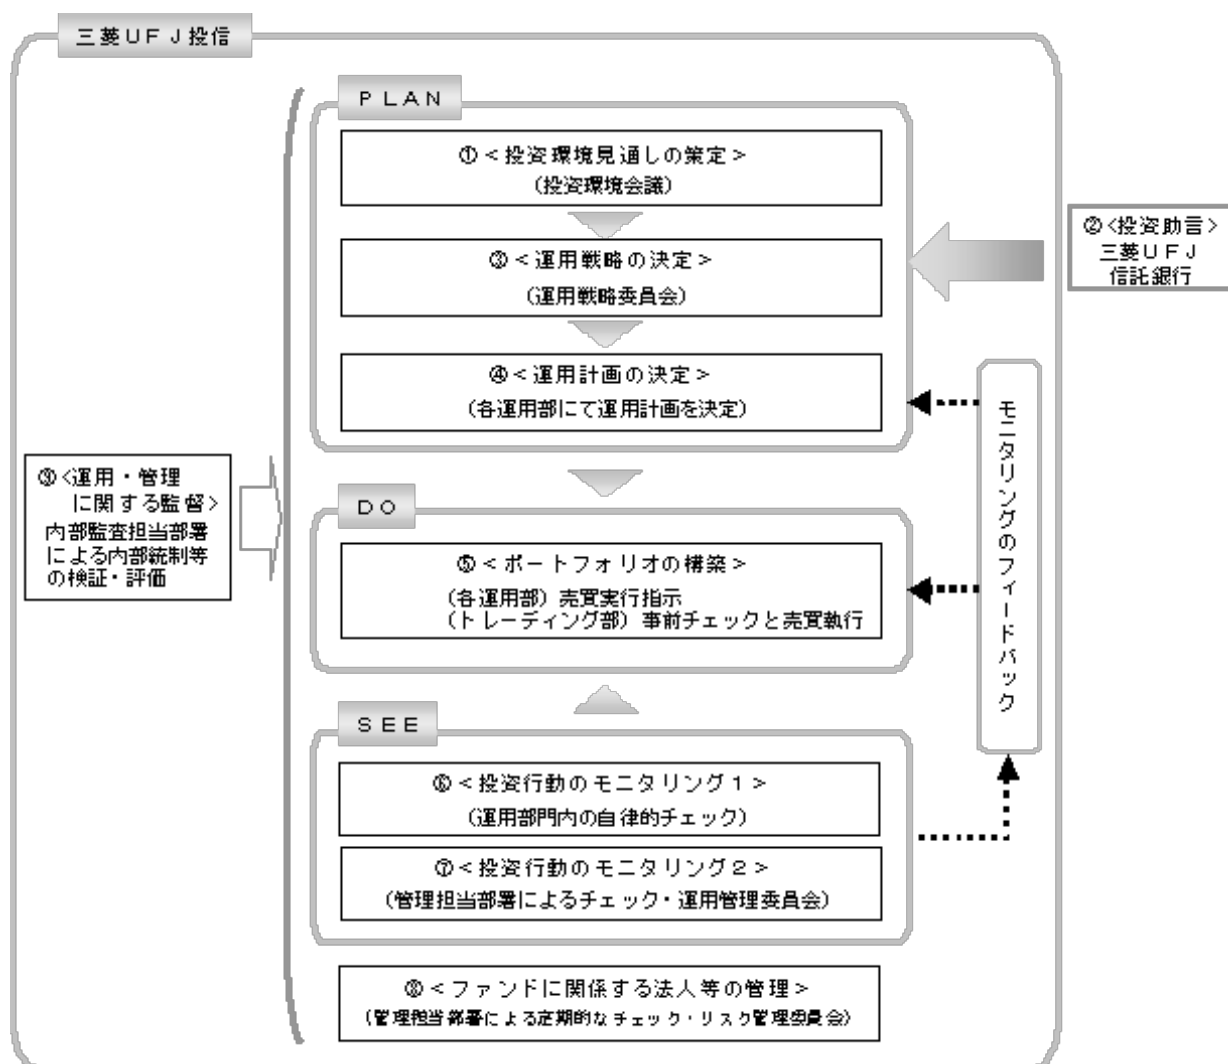 三菱UFJ投信
PLAN
①<投資環境見通しの策定>
(投資環境会議)
②<投資助言>
三菱UFJ
信託銀行
③<運用戦略の決定>
(運用戦略委員会)
④<運用計画の決定>
(各運用部にて運用計画を決定)
モニタリングのフィードバック
⑨<運用・管理
に関する監督>
内部監査担当部署
による内部統制等
の検証・評価
DO
⑤<ポートフォリオの構築>
(各運用部)売買実行指示
(トレーディング部)事前チェックと売買執行
SEE
⑥<投資行動のモニタリング1>
(運用部門内の自律的チェック)
⑦<投資行動のモニタリング2>
(管理担当部署によるチェック・運用管理委員会)
⑧<ファンドに関係する法人等の管理>
(管理担当部署による定期的なチェック・リスク管理委員会)